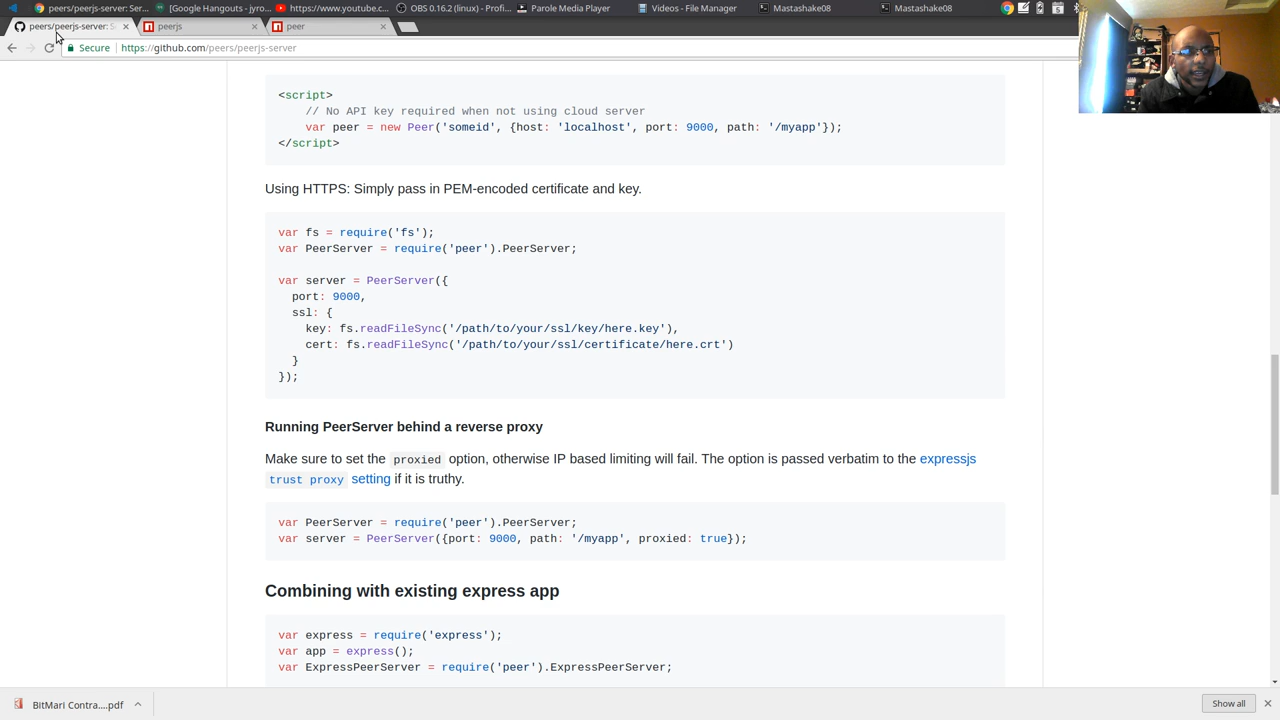 peers/peerjs-server: Ser...
[Google Hangouts - jyro...
https://www.youtube.c...
OBS 0.16.2 (linux) - Profi...
Parole Media Player
Videos - File Manager
Mastashake08
Mastashake08
peers/peerjs-server: S
peerjs
peer
Secure
https://github.com/peers/peerjs-server
<script>
// No API key required when not using cloud server
var peer = new Peer('someid', {host: 'localhost', port: 9000, path: '/myapp'});
</script>
Using HTTPS: Simply pass in PEM-encoded certificate and key.
var fs = require('fs');
var PeerServer = require('peer').PeerServer;
var server = PeerServer({
port: 9000,
ssl: {
key: fs.readFileSync('/path/to/your/ssl/key/here.key'),
cert: fs.readFileSync('/path/to/your/ssl/certificate/here.crt')
}
});
Running PeerServer behind a reverse proxy
Make sure to set the proxied option, otherwise IP based limiting will fail. The option is passed verbatim to the expressjs
trust proxy setting if it is truthy.
var PeerServer = require('peer').PeerServer;
var server = PeerServer({port: 9000, path: '/myapp', proxied: true});
Combining with existing express app
var express = require('express');
var app = express();
var ExpressPeerServer = require('peer').ExpressPeerServer;
BitMari Contra....pdf
Show all